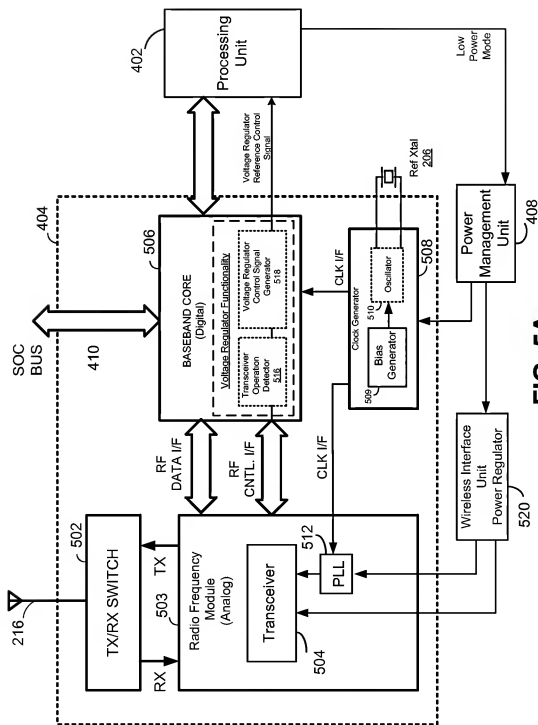 SOC
BUS
410
404
402
Processing
Unit
216
TX/RX SWITCH
502
RX
TX
503
Radio Frequency
Module
(Analog)
Transceiver
504
PLL
512
RF
DATA I/F
RF
CNTL. I/F
CLK I/F
506
BASEBAND CORE
(Digital)
Voltage Regulator Functionality
Transceiver
Operation
Detector
516
Voltage Regulator
Control Signal
Generator
518
Voltage Regulator
Reference Control
Signal
CLK I/F
Clock Generator
508
509
Bias
Generator
510
Oscillator
Ref Xtal
206
Low
Power
Mode
Power
Management
Unit
408
Wireless Interface
Unit
Power Regulator
520
FIG. 5A